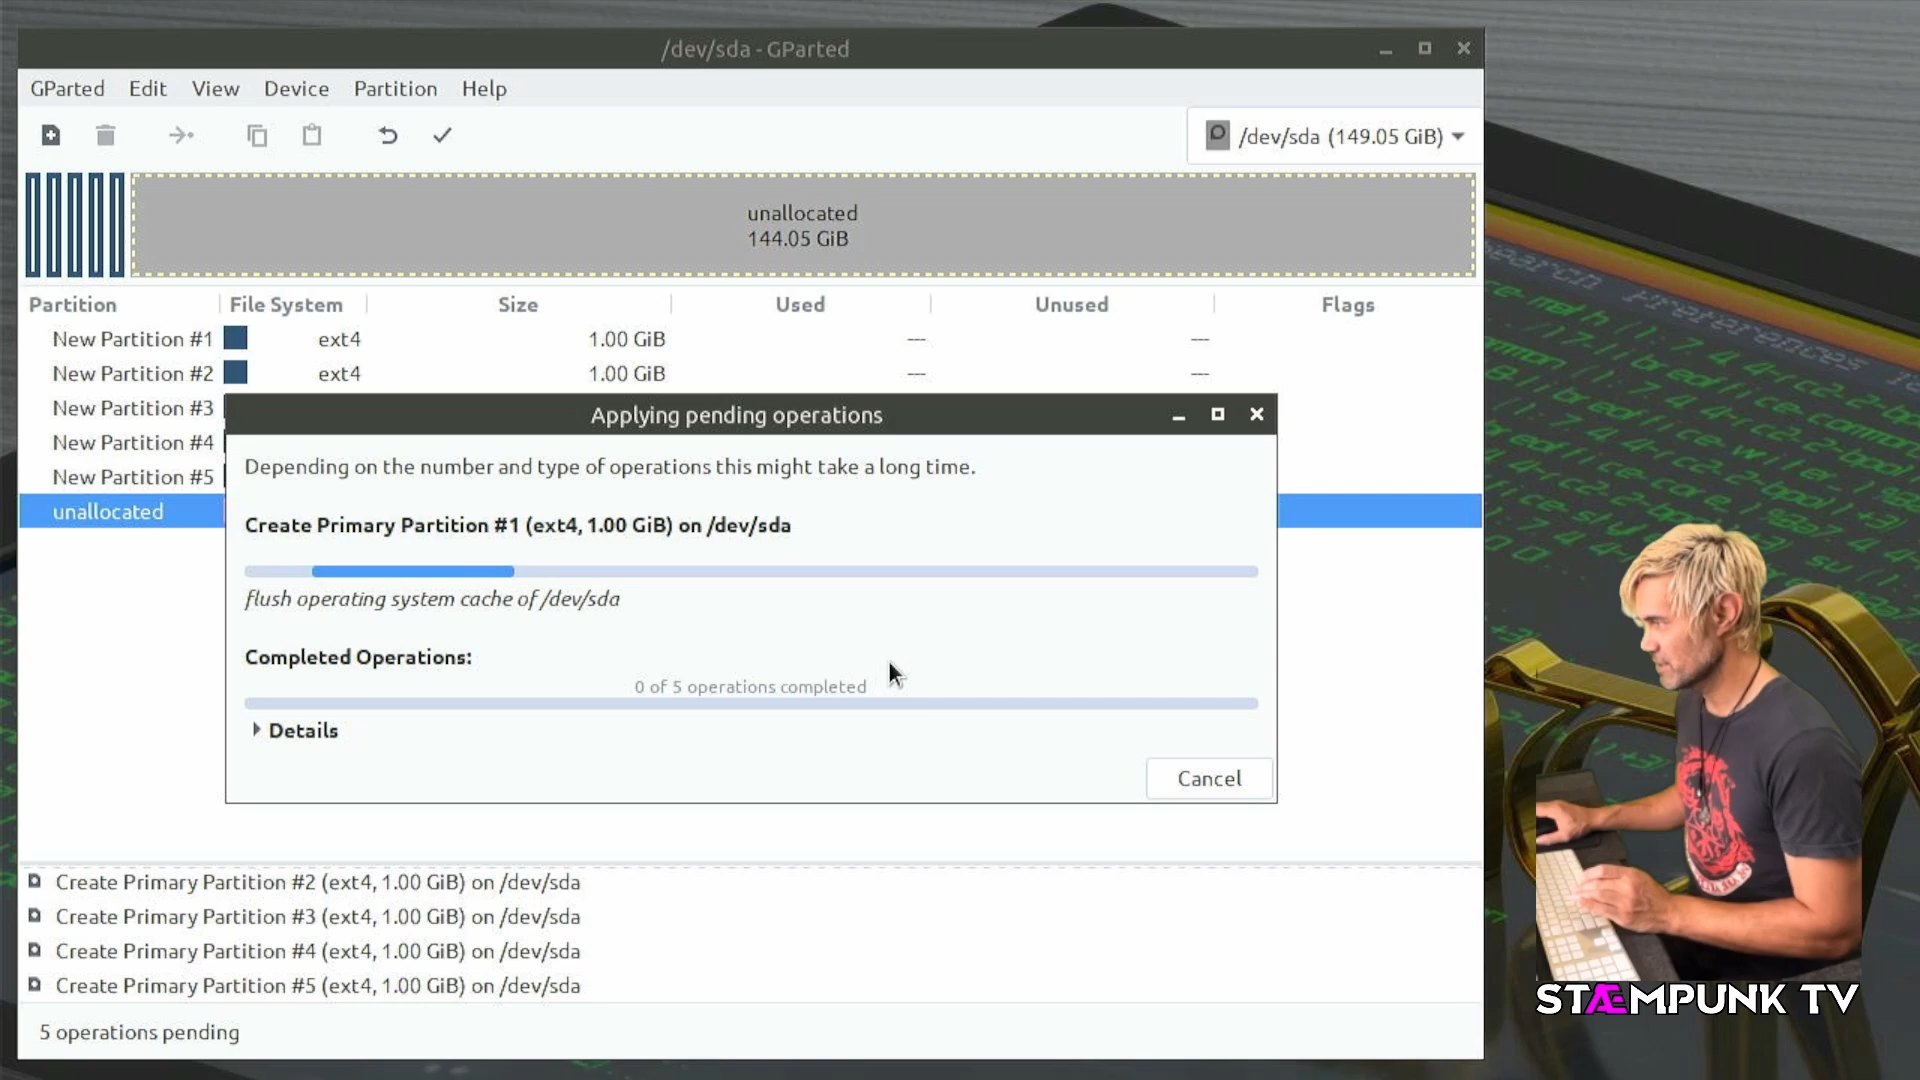 /dev/sda - GParted
GParted Edit View Device Partition Help
/dev/sda (149.05 GiB)
unallocated
144.05 GiB
Partition File System Size Used Unused Flags
New Partition #1 ext4 1.00 GiB --- ---
New Partition #2 ext4 1.00 GiB --- ---
New Partition #3
New Partition #4
New Partition #5
unallocated
Applying pending operations
Depending on the number and type of operations this might take a long time.
Create Primary Partition #1 (ext4, 1.00 GiB) on /dev/sda
flush operating system cache of /dev/sda
Completed Operations:
0 of 5 operations completed
Details
Cancel
Create Primary Partition #2 (ext4, 1.00 GiB) on /dev/sda
Create Primary Partition #3 (ext4, 1.00 GiB) on /dev/sda
Create Primary Partition #4 (ext4, 1.00 GiB) on /dev/sda
Create Primary Partition #5 (ext4, 1.00 GiB) on /dev/sda
5 operations pending
STÆMPUNK TV